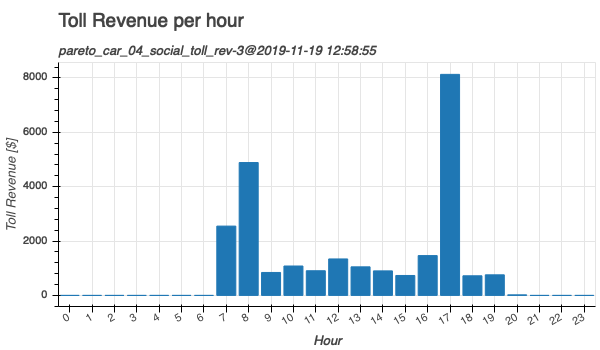 Toll Revenue per hour
pareto_car_04_social_toll_rev-3@2019-11-19 12:58:55
8000
6000
4000
2000
0
Toll Revenue [$]
0 1 2 3 4 5 6 7 8 9 10 11 12 13 14 15 16 17 18 19 20 21 22 23
Hour